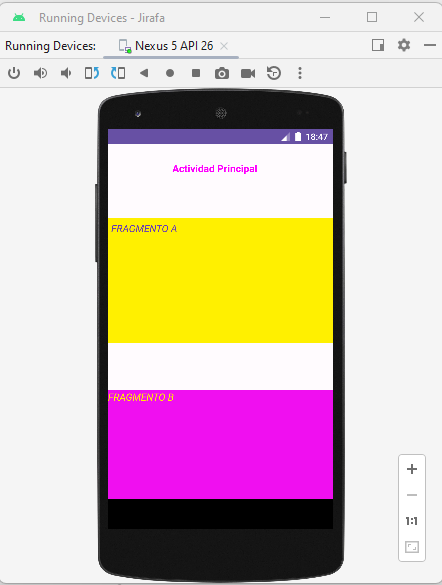 Running Devices - Jirafa
Running Devices:
Nexus 5 API 26
18:47
Actividad Principal
FRAGMENTO A
FRAGMENTO B
1:1